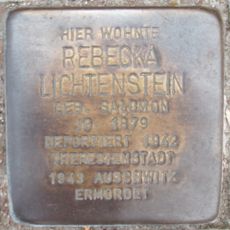 HIER WOHNTE
REBECKA
LICHTENSTEIN
GEB. SALOMON
JG. 1879
DEPORTIERT 1942
THERESIENSTADT
1943 AUSCHWITZ
ERMORDET